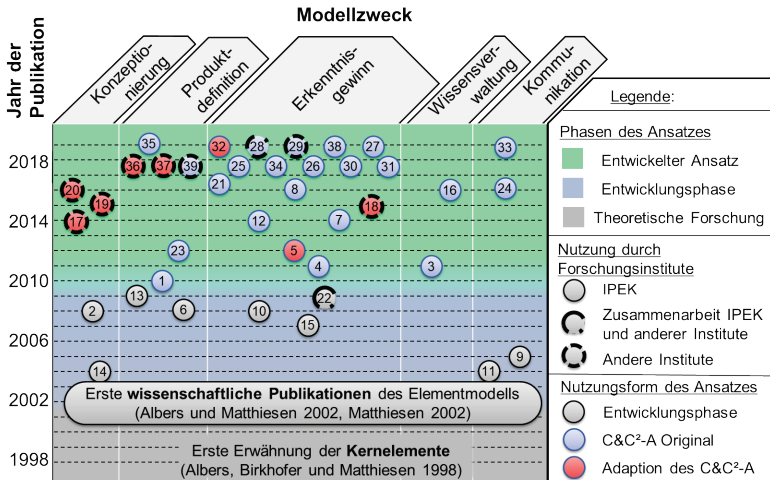 Modellzweck
Jahr der
Publikation
Konzeptio-
nierung
Produkt-
definition
Erkenntnis-
gewinn
Wissensver-
waltung
Kommu-
nikation
Legende:
Phasen des Ansatzes
Entwickelter Ansatz
Entwicklungsphase
Theoretische Forschung
Nutzung durch
Forschungsinstitute
IPEK
Zusammenarbeit IPEK
und anderer Institute
Andere Institute
Nutzungsform des Ansatzes
Entwicklungsphase
C&C²-A Original
Adaption des C&C²-A
35 32 28 29 38 27 33
2018
36 37 39 25 34 26 30 31
20 21 8 16 24
19 18
2014
17 12 7
23 5
4 3
2010
1
13 22
2 6 10
15
2006
9
14 11
2002
Erste wissenschaftliche Publikationen des Elementmodells
(Albers und Matthiesen 2002, Matthiesen 2002)
Erste Erwähnung der Kernelemente
(Albers, Birkhofer und Matthiesen 1998)
1998